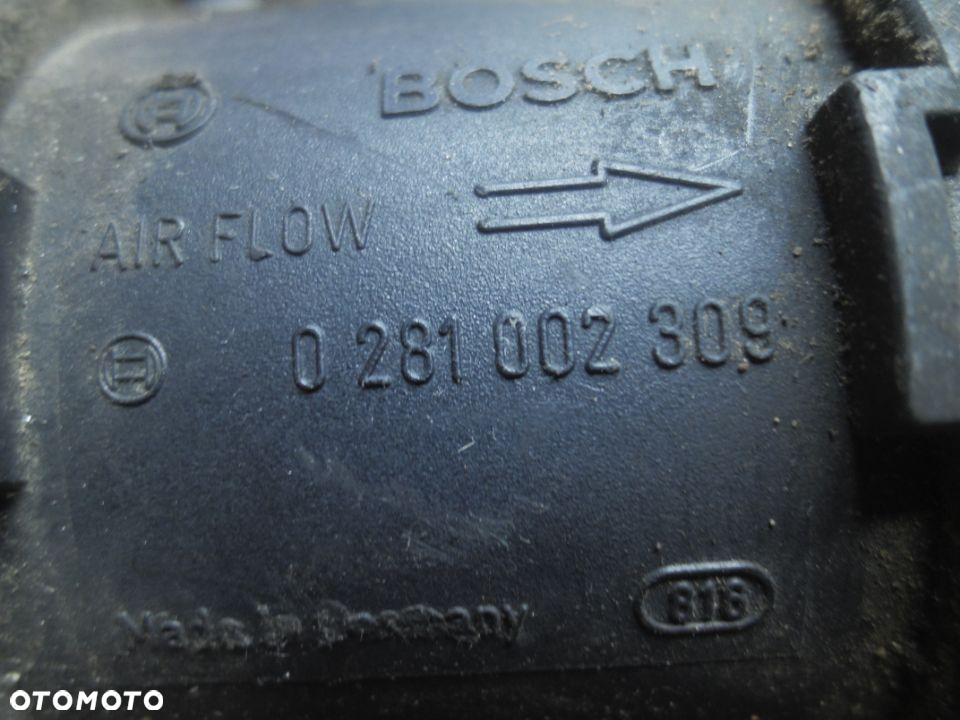 BOSCH
AIR FLOW
0 281 002 309
Made in Germany
818
OTOMOTO